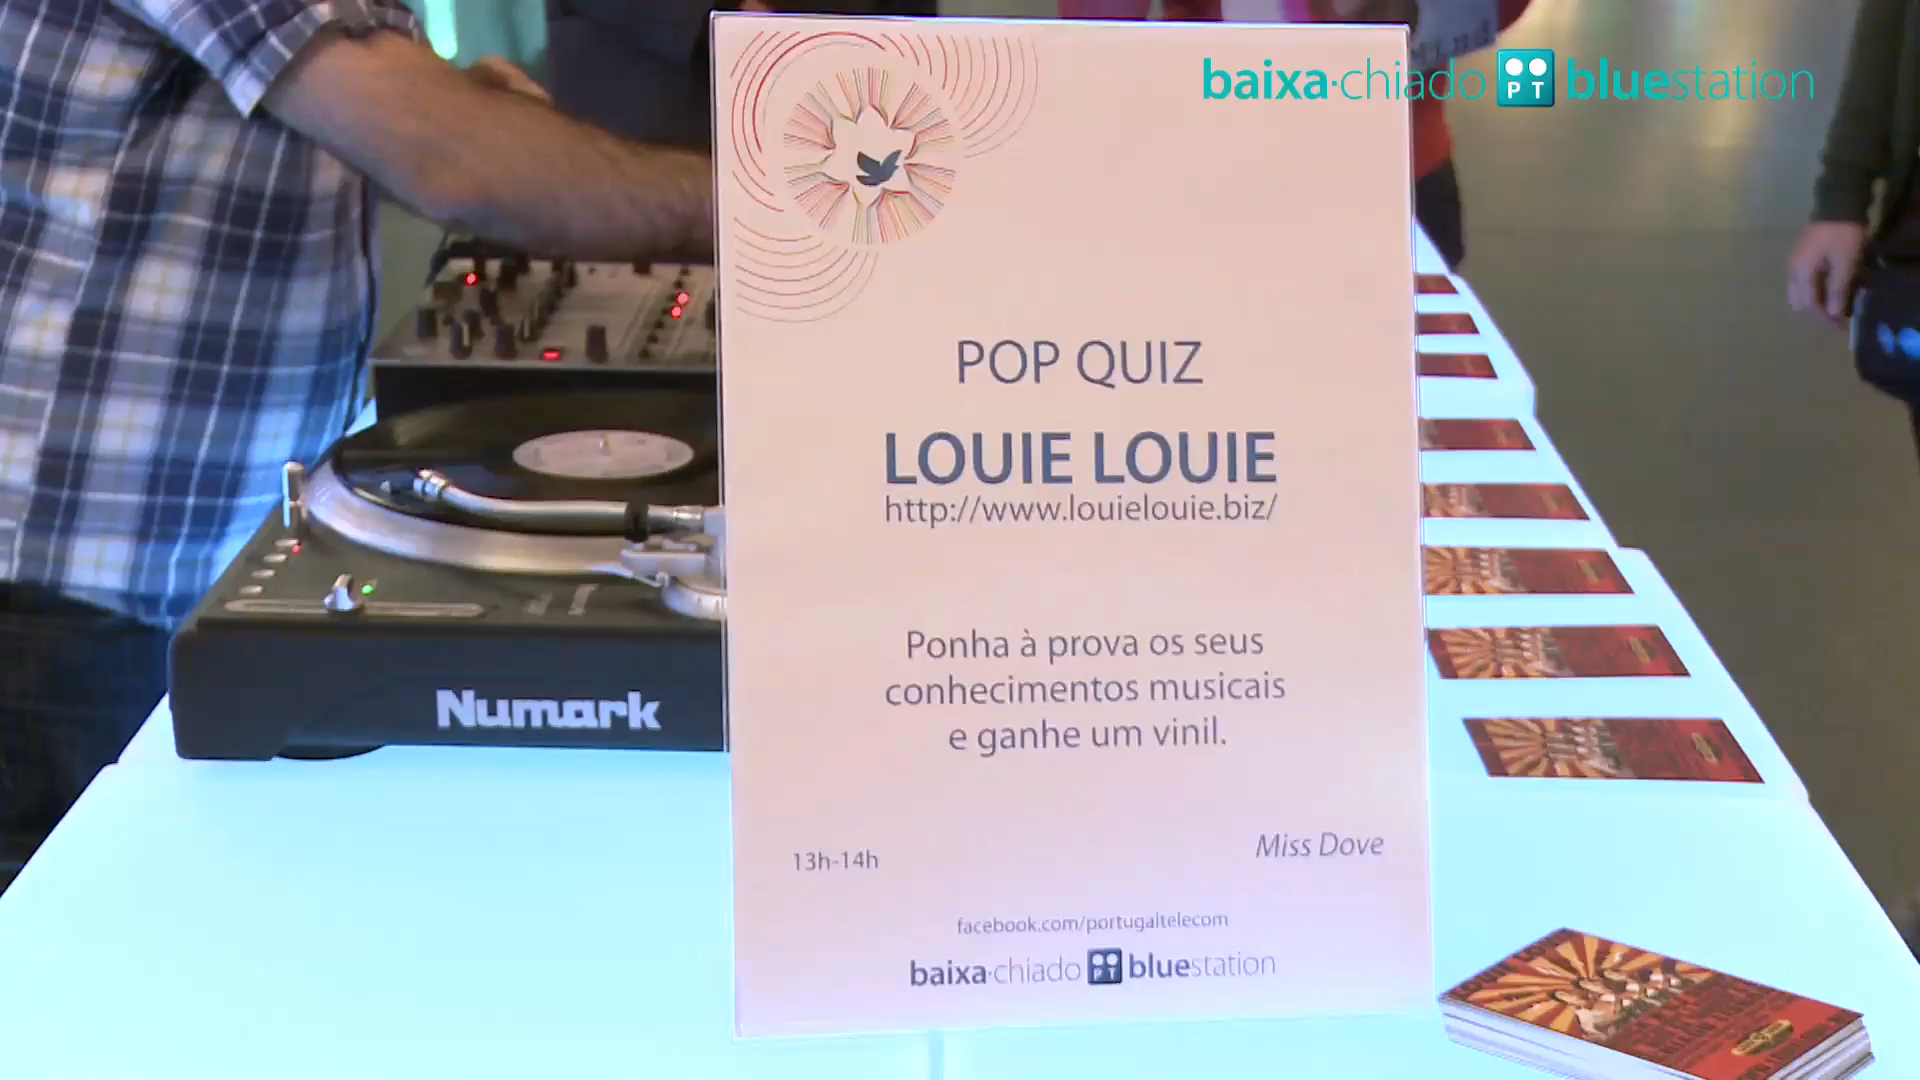 baixa·chiado PT bluestation
POP QUIZ
LOUIE LOUIE
http://www.louielouie.biz/
Ponha à prova os seus
conhecimentos musicais
e ganhe um vinil.
13h-14h
Miss Dove
facebook.com/portugaltelecom
baixa·chiado PT bluestation
Numark